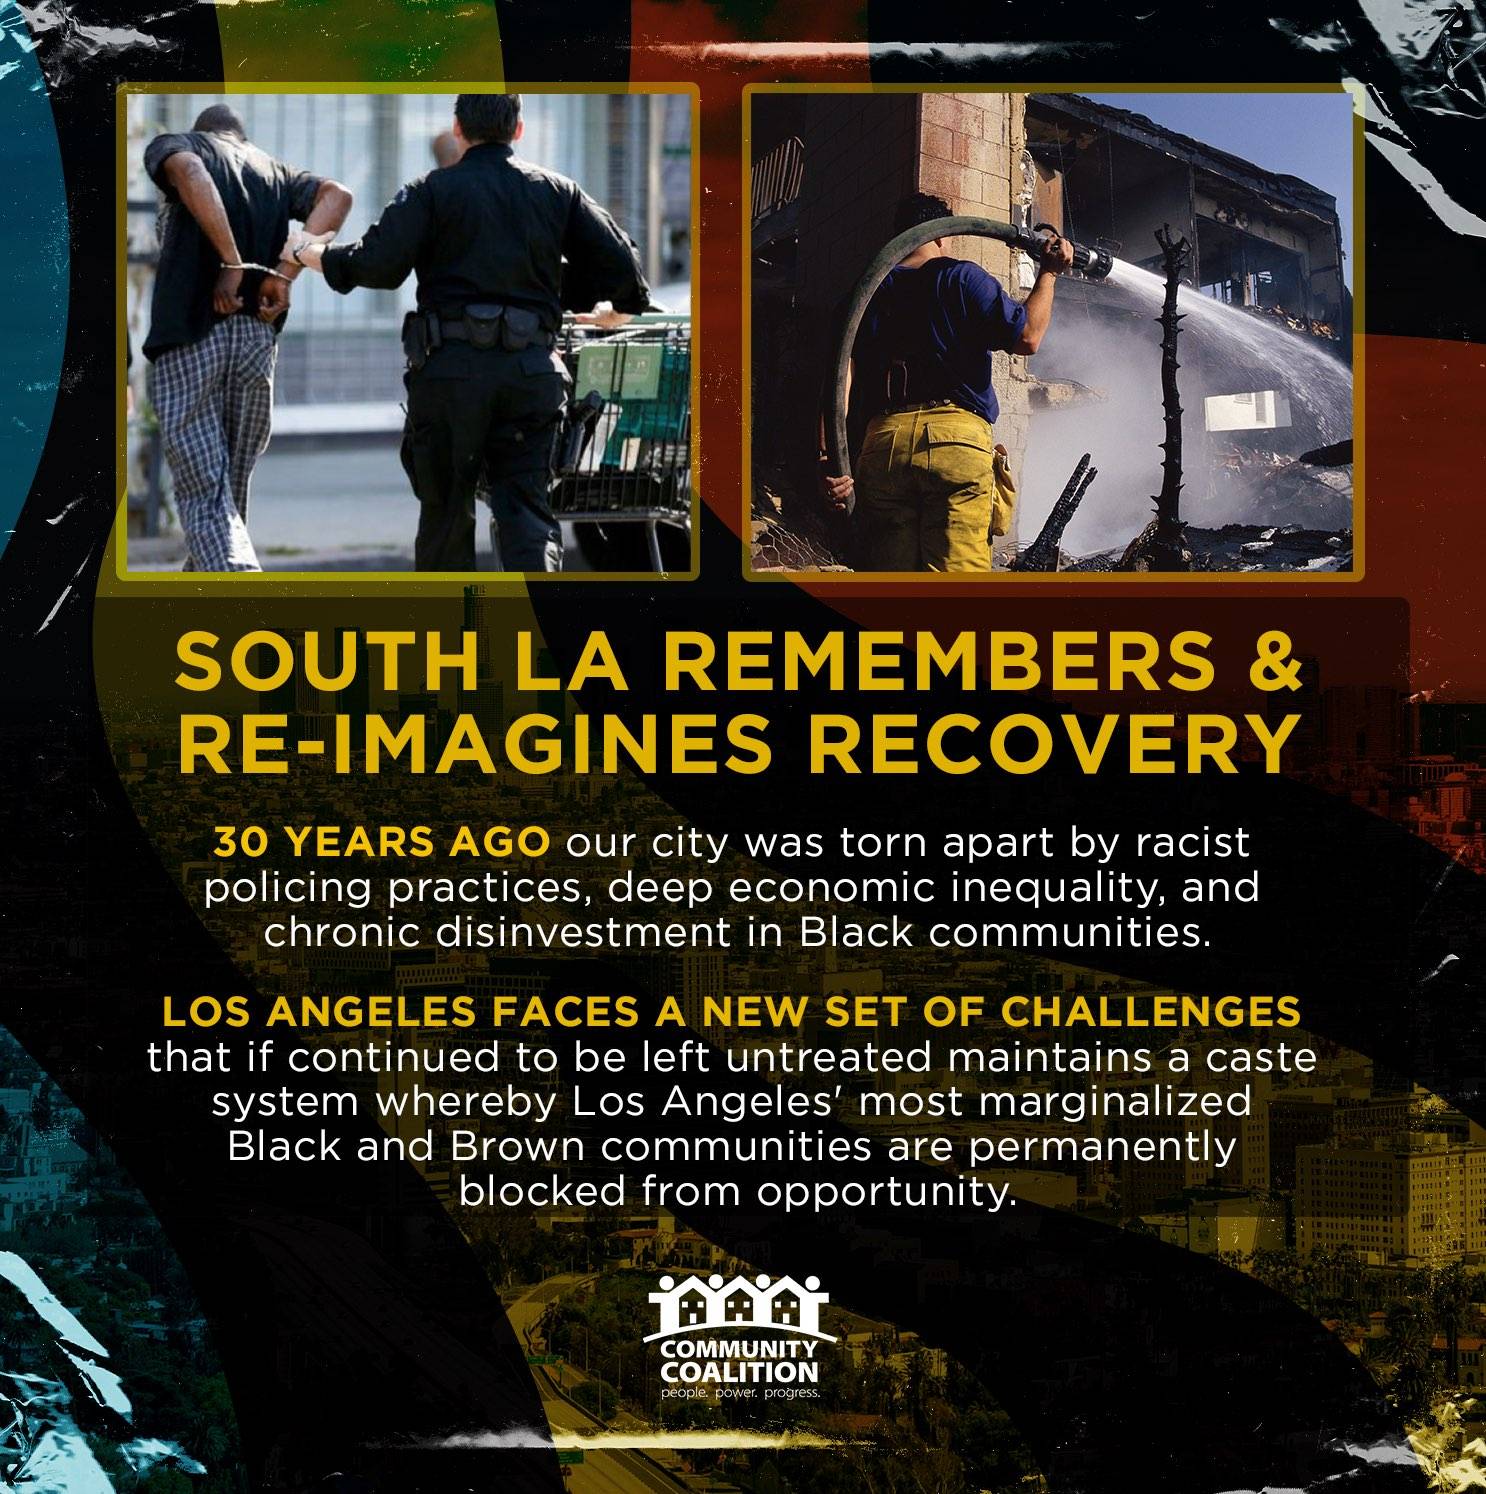 SOUTH LA REMEMBERS &
RE-IMAGINES RECOVERY
30 YEARS AGO our city was torn apart by racist
policing practices, deep economic inequality, and
chronic disinvestment in Black communities.
LOS ANGELES FACES A NEW SET OF CHALLENGES
that if continued to be left untreated maintains a caste
system whereby Los Angeles' most marginalized
Black and Brown communities are permanently
blocked from opportunity.
COMMUNITY
COALITION
people. power. progress.